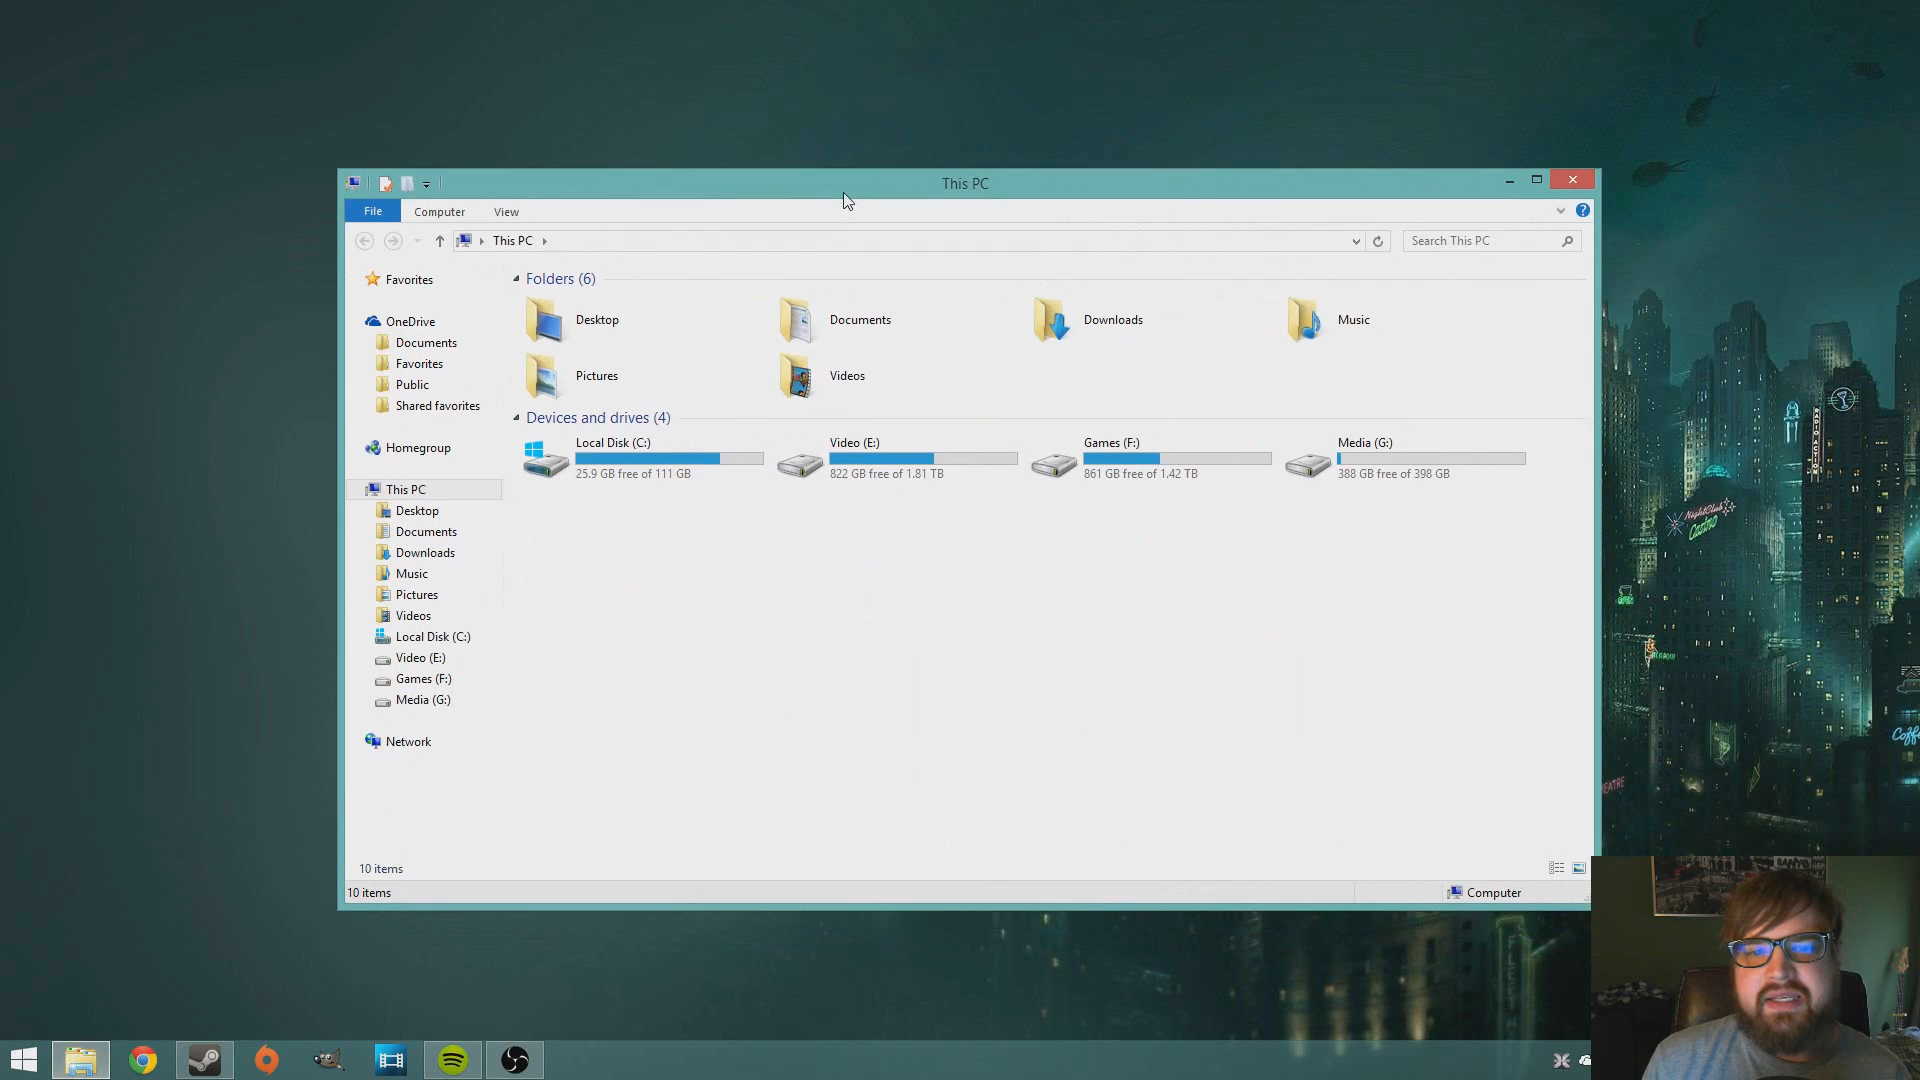 This PC
File Computer View
This PC
Search This PC
Favorites
OneDrive
Documents
Favorites
Public
Shared favorites
Homegroup
This PC
Desktop
Documents
Downloads
Music
Pictures
Videos
Local Disk (C:)
Video (E:)
Games (F:)
Media (G:)
Network
Folders (6)
Desktop Documents Downloads Music
Pictures Videos
Devices and drives (4)
Local Disk (C:) Video (E:) Games (F:) Media (G:)
25.9 GB free of 111 GB 822 GB free of 1.81 TB 861 GB free of 1.42 TB 388 GB free of 398 GB
10 items
10 items Computer
NightClub
Casino